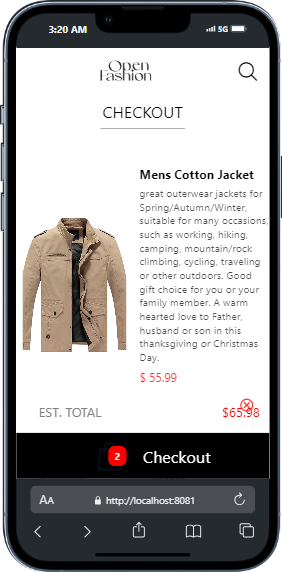 3:20 AM
5G
Open
Fashion
CHECKOUT
Mens Cotton Jacket
great outerwear jackets for
Spring/Autumn/Winter,
suitable for many occasions,
such as working, hiking,
camping, mountain/rock
climbing, cycling, traveling
or other outdoors. Good
gift choice for you or your
family member. A warm
hearted love to Father,
husband or son in this
thanksgiving or Christmas
Day.
$ 55.99
EST. TOTAL $65.98
2 Checkout
AA http://localhost:8081